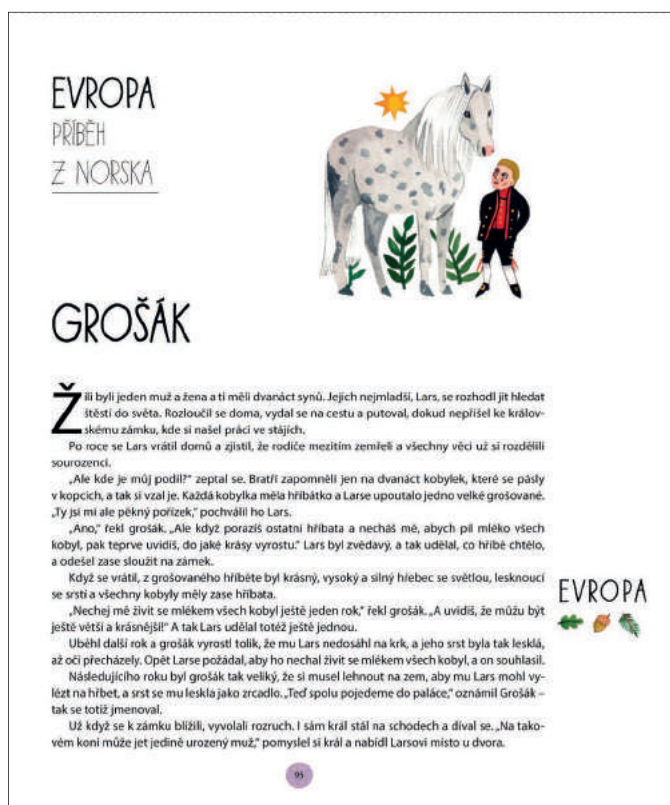 EVROPA
PŘÍBĚH
Z NORSKA
GROŠÁK
Žili byli jeden muž a žena a ti měli dvanáct synů. Jejich nejmladší, Lars, se rozhodl jít hledat
štěstí do světa. Rozloučil se doma, vydal se na cestu a putoval, dokud nepřišel ke králov-
skému zámku, kde si našel práci ve stájích.
Po roce se Lars vrátil domů a zjistil, že rodiče mezitím zemřeli a všechny věci už si rozdělili
sourozenci.
„Ale kde je můj podíl?“ zeptal se. Bratři zapomněli jen na dvanáct kobylek, které se pásly
v kopcích, a tak si vzal je. Každá kobylka měla hříbátko a Larse upoutalo jedno velké grošované.
„Ty jsi mi ale pěkný pořízek,“ pochválil ho Lars.
„Ano,“ řekl grošák. „Ale když porazíš ostatní hříbata a necháš mě, abych pil mléko všech
kobyl, pak teprve uvidíš, do jaké krásy vyrostu.“ Lars byl zvědavý, a tak udělal, co hříbě chtělo,
a odešel zase sloužit na zámek.
Když se vrátil, z grošovaného hříběte byl krásný, vysoký a silný hřebec se světlou, lesknoucí
se srstí a všechny kobyly měly zase hříbata.
„Nechej mě živit se mlékem všech kobyl ještě jeden rok,“ řekl grošák. „A uvidíš, že můžu být
ještě větší a krásnější!“ A tak Lars udělal totéž ještě jednou.
Uběhl další rok a grošák vyrostl tolik, že mu Lars nedosáhl na krk, a jeho srst byla tak lesklá,
až oči přecházely. Opět Larse požádal, aby ho nechal živit se mlékem všech kobyl, a on souhlasil.
Následujícího roku byl grošák tak veliký, že si musel lehnout na zem, aby mu Lars mohl vy-
lézt na hřbet, a srst se mu leskla jako zrcadlo. „Teď spolu pojedeme do paláce,“ oznámil Grošák –
tak se totiž jmenoval.
Už když se k zámku blížili, vyvolali rozruch. I sám král stál na schodech a díval se. „Na tako-
vém koni může jet jedině urozený muž,“ pomyslel si král a nabídl Larsovi místo u dvora.
EVROPA
95